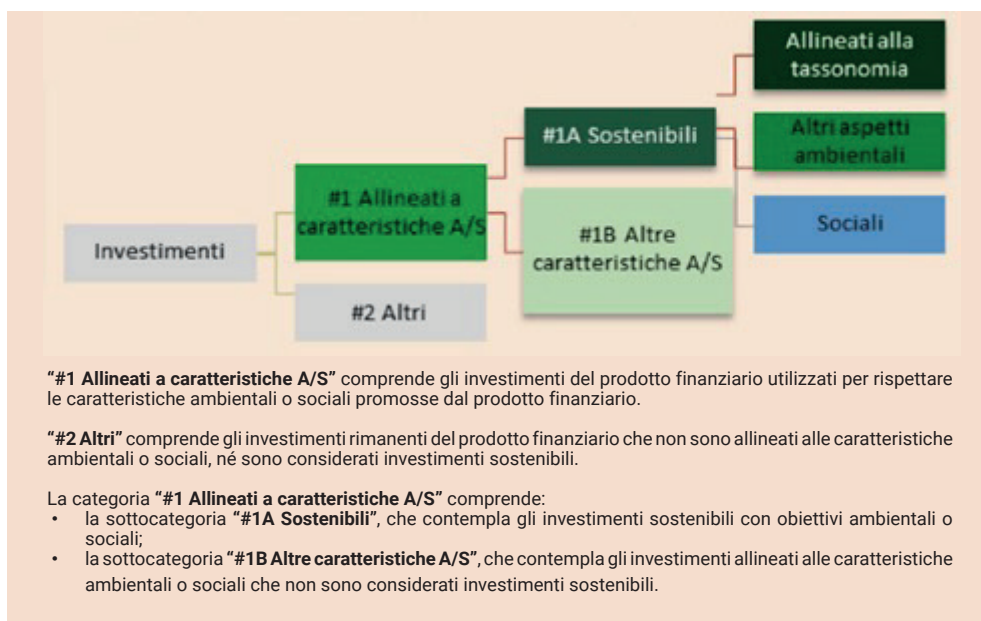 Allineati alla
tassonomia
#1A Sostenibili
Altri aspetti
ambientali
#1 Allineati a
caratteristiche A/S
Sociali
#1B Altre
caratteristiche A/S
Investimenti
#2 Altri
“#1 Allineati a caratteristiche A/S” comprende gli investimenti del prodotto finanziario utilizzati per rispettare
le caratteristiche ambientali o sociali promosse dal prodotto finanziario.
“#2 Altri” comprende gli investimenti rimanenti del prodotto finanziario che non sono allineati alle caratteristiche
ambientali o sociali, né sono considerati investimenti sostenibili.
La categoria “#1 Allineati a caratteristiche A/S” comprende:
• la sottocategoria “#1A Sostenibili”, che contempla gli investimenti sostenibili con obiettivi ambientali o
sociali;
• la sottocategoria “#1B Altre caratteristiche A/S”, che contempla gli investimenti allineati alle caratteristiche
ambientali o sociali che non sono considerati investimenti sostenibili.